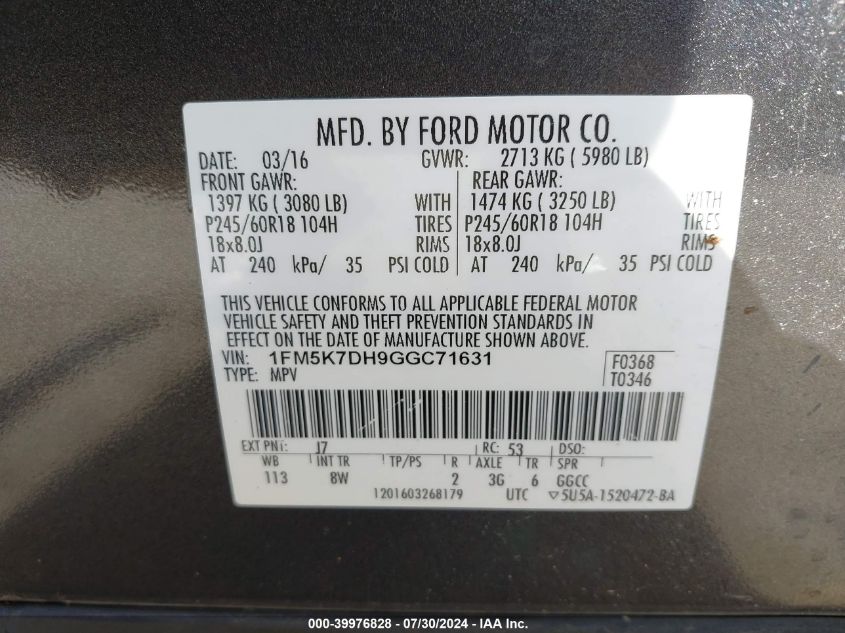 MFD. BY FORD MOTOR CO.
DATE: 03/16 GVWR: 2713 KG ( 5980 LB)
FRONT GAWR: REAR GAWR:
1397 KG ( 3080 LB) WITH 1474 KG ( 3250 LB) WITH
P245/60R18 104H TIRES P245/60R18 104H TIRES
18x8.0J RIMS 18x8.0J RIMS
AT 240 kPa/ 35 PSI COLD AT 240 kPa/ 35 PSI COLD
THIS VEHICLE CONFORMS TO ALL APPLICABLE FEDERAL MOTOR
VEHICLE SAFETY AND THEFT PREVENTION STANDARDS IN
EFFECT ON THE DATE OF MANUFACTURE SHOWN ABOVE.
VIN: 1FM5K7DH9GGC71631 F0368
TYPE: MPV T0346
EXT PNT: J7 RC: 53 DSO:
WB INT TR TP/PS R AXLE TR SPR
113 8W 2 3G 6 GGCC
1201603268179 UTC ▽5U5A-1520472-BA
000-39976828 / 07/30/2024 - IAA Inc.